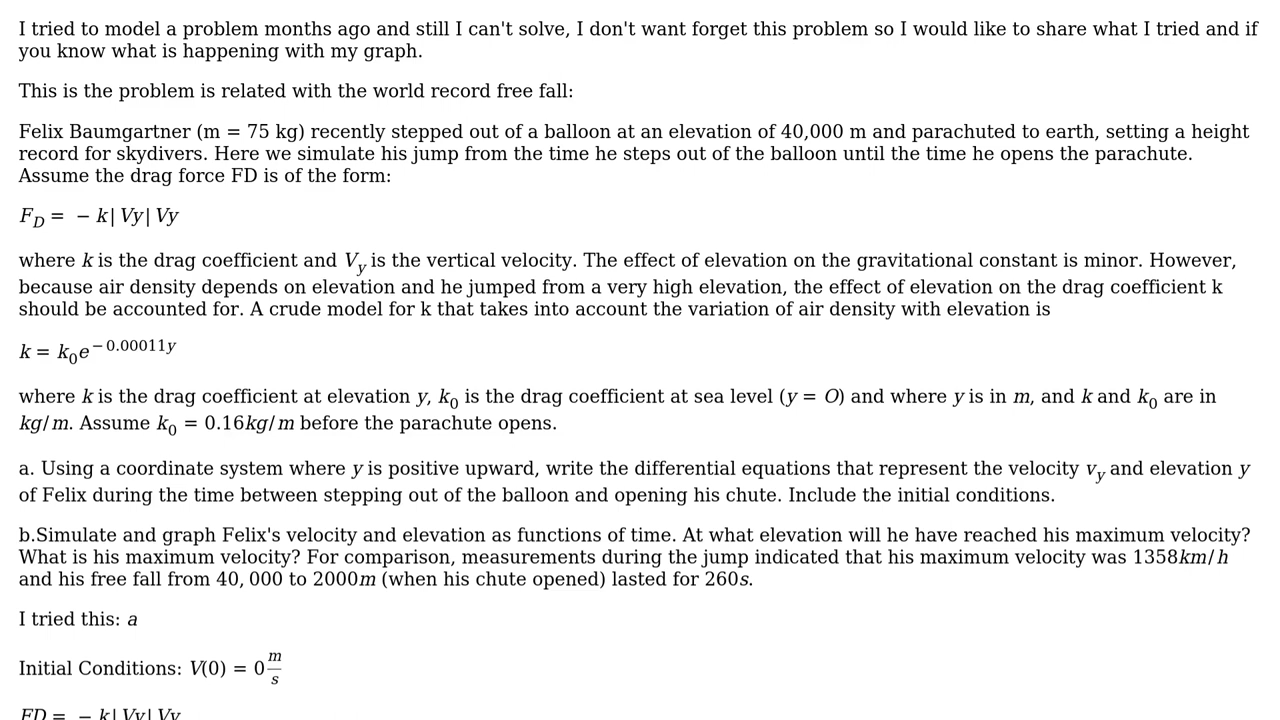 I tried to model a problem months ago and still I can't solve, I don't want forget this problem so I would like to share what I tried and if
you know what is happening with my graph.
This is the problem is related with the world record free fall:
Felix Baumgartner (m = 75 kg) recently stepped out of a balloon at an elevation of 40,000 m and parachuted to earth, setting a height
record for skydivers. Here we simulate his jump from the time he steps out of the balloon until the time he opens the parachute.
Assume the drag force FD is of the form:
F_D = − k| Vy| Vy
where k is the drag coefficient and V_y is the vertical velocity. The effect of elevation on the gravitational constant is minor. However,
because air density depends on elevation and he jumped from a very high elevation, the effect of elevation on the drag coefficient k
should be accounted for. A crude model for k that takes into account the variation of air density with elevation is
k = k_0e^{−0.00011y}
where k is the drag coefficient at elevation y, k_0 is the drag coefficient at sea level (y = O) and where y is in m, and k and k_0 are in
kg/m. Assume k_0 = 0.16kg/m before the parachute opens.
a. Using a coordinate system where y is positive upward, write the differential equations that represent the velocity v_y and elevation y
of Felix during the time between stepping out of the balloon and opening his chute. Include the initial conditions.
b.Simulate and graph Felix's velocity and elevation as functions of time. At what elevation will he have reached his maximum velocity?
What is his maximum velocity? For comparison, measurements during the jump indicated that his maximum velocity was 1358km/h
and his free fall from 40, 000 to 2000m (when his chute opened) lasted for 260s.
I tried this: a
Initial Conditions: V(0) = 0 m/s
FD = − k| Vy| Vy